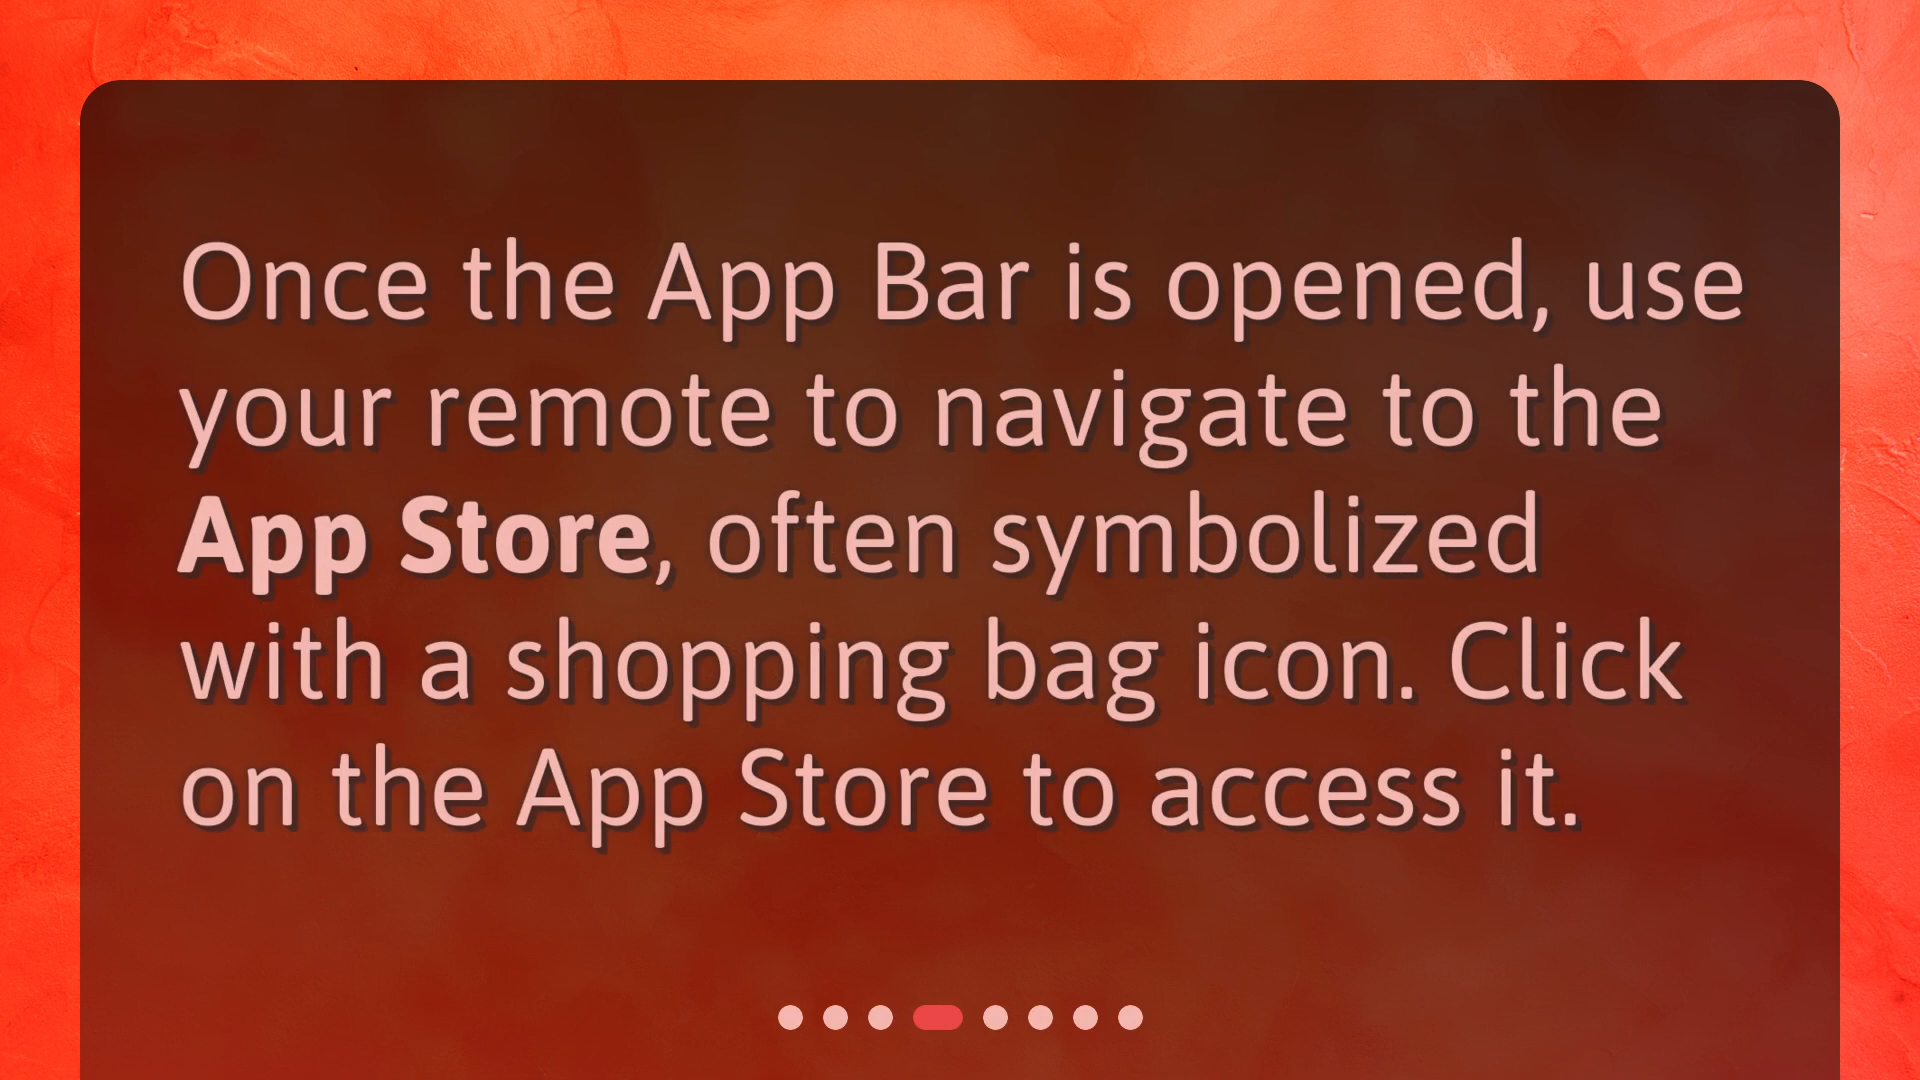 Once the App Bar is opened, use
your remote to navigate to the
App Store, often symbolized
with a shopping bag icon. Click
on the App Store to access it.